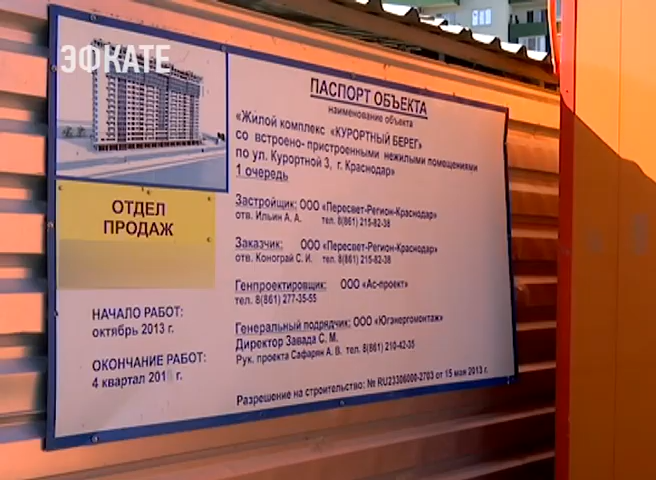 ЭФКАТЕ
ПАСПОРТ ОБЪЕКТА
наименование объекта
«Жилой комплекс «КУРОРТНЫЙ БЕРЕГ»
со встроено-пристроенными нежилыми помещениями
по ул. Курортной 3, г. Краснодар»
1 очередь
Застройщик: ООО «Пересвет-Регион-Краснодар»
отв. Ильин А. А. тел. 8(861) 215-82-38
Заказчик: ООО «Пересвет-Регион-Краснодар»
отв. Конограй С. И. тел. 8(861) 215-82-38
Генпроектировщик: ООО «Ас-проект»
тел. 8(861) 277-35-55
Генеральный подрядчик: ООО «Югэнергомонтаж»
Директор Завада С. М.
Рук. проекта Сафарян А. В. тел. 8(861) 210-42-35
Разрешение на строительство: № RU23306000-2703 от 15 мая 2013 г.
ОТДЕЛ
ПРОДАЖ
НАЧАЛО РАБОТ:
октябрь 2013 г.
ОКОНЧАНИЕ РАБОТ:
4 квартал г.